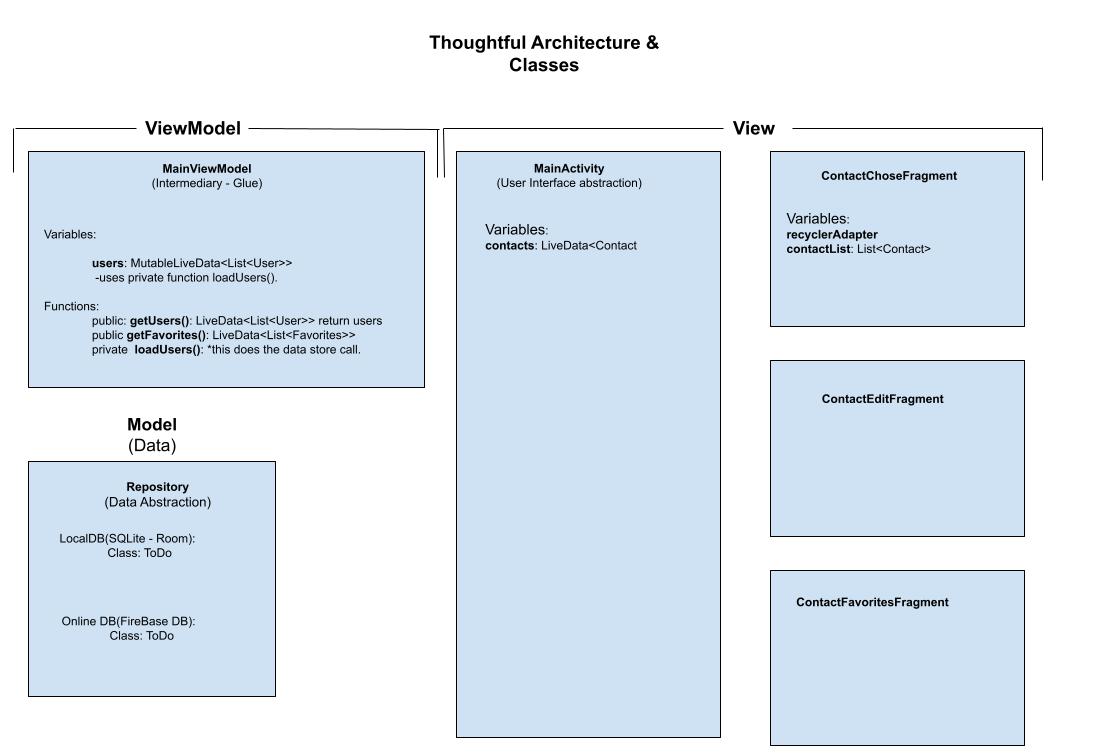 Thoughtful Architecture &
Classes
ViewModel
MainViewModel
(Intermediary - Glue)
Variables:
users: MutableLiveData<List<User>>
-uses private function loadUsers().
Functions:
public: getUsers(): LiveData<List<User>> return users
public getFavorites(): LiveData<List<Favorites>>
private loadUsers(): *this does the data store call.
Model
(Data)
Repository
(Data Abstraction)
LocalDB(SQLite - Room):
Class: ToDo
Online DB(FireBase DB):
Class: ToDo
View
MainActivity
(User Interface abstraction)
Variables:
contacts: LiveData<Contact
ContactChoseFragment
Variables:
recyclerAdapter
contactList: List<Contact>
ContactEditFragment
ContactFavoritesFragment